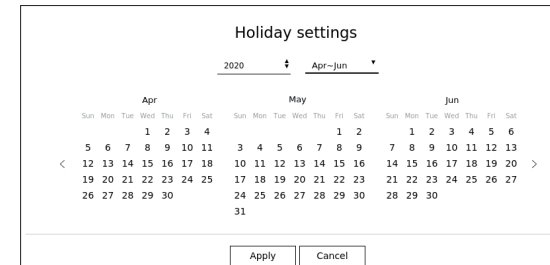 Holiday settings
2020 Apr~Jun
Apr May Jun
Sun Mon Tue Wed Thu Fri Sat Sun Mon Tue Wed Thu Fri Sat Sun Mon Tue Wed Thu Fri Sat
1 2 3 4 1 2 1 2 3 4 5 6
5 6 7 8 9 10 11 3 4 5 6 7 8 9 7 8 9 10 11 12 13
12 13 14 15 16 17 18 10 11 12 13 14 15 16 14 15 16 17 18 19 20
19 20 21 22 23 24 25 17 18 19 20 21 22 23 21 22 23 24 25 26 27
26 27 28 29 30 24 25 26 27 28 29 30 28 29 30
31
Apply Cancel